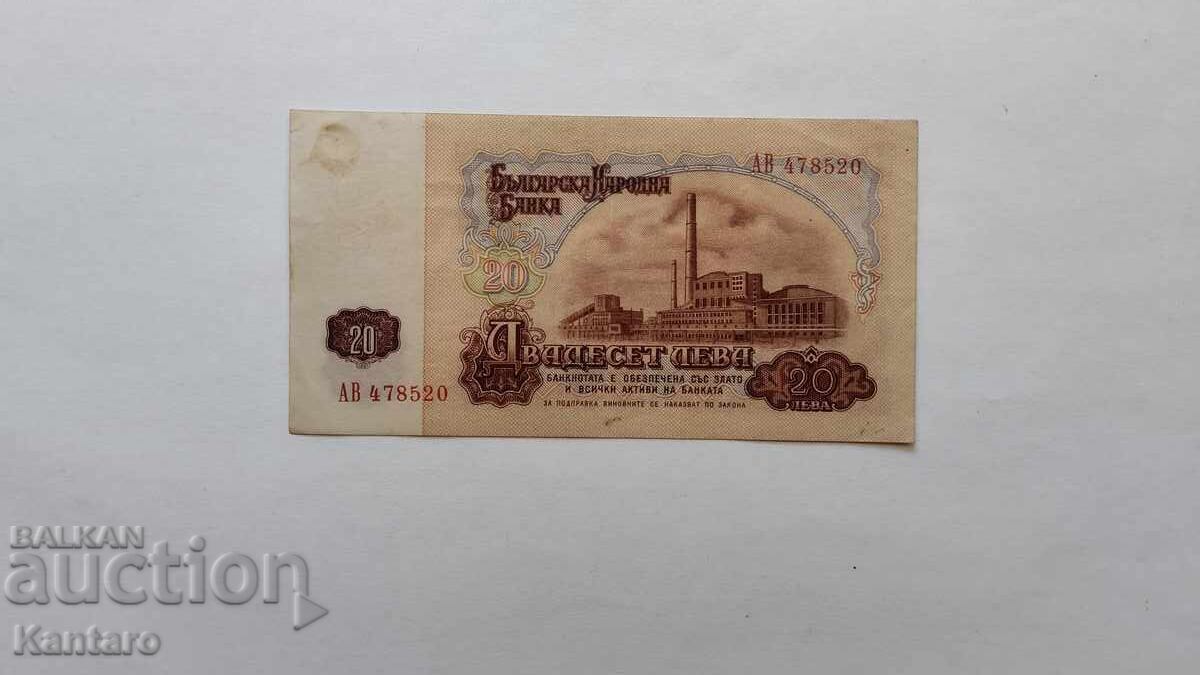 АВ 478520
Българска Народна
Банка
20
Двадесет лева
20
БАНКНОТАТА Е ОБЕЗПЕЧЕНА СЪС ЗЛАТО
И ВСИЧКИ АКТИВИ НА БАНКАТА
20
ЛЕВА
АВ 478520
ЗА ПОДПРАВКА ВИНОВНИТЕ СЕ НАКАЗВАТ ПО ЗАКОНА
BALKAN
auction
Kantaro